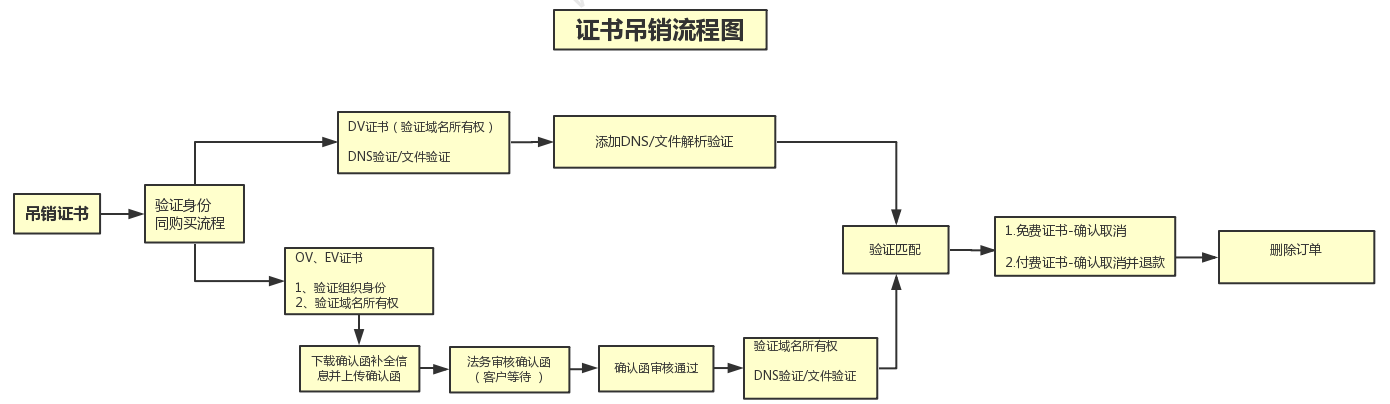 证书吊销流程图
DV证书（验证域名所有权）
DNS验证/文件验证
添加DNS/文件解析验证
吊销证书
验证身份
同购买流程
OV、EV证书
1、验证组织身份
2、验证域名所有权
下载确认函补全信
息并上传确认函
法务审核确认函
（客户等待 ）
确认函审核通过
验证域名所有权
DNS验证/文件验证
验证匹配
1.免费证书-确认取消
2.付费证书-确认取消并退款
删除订单